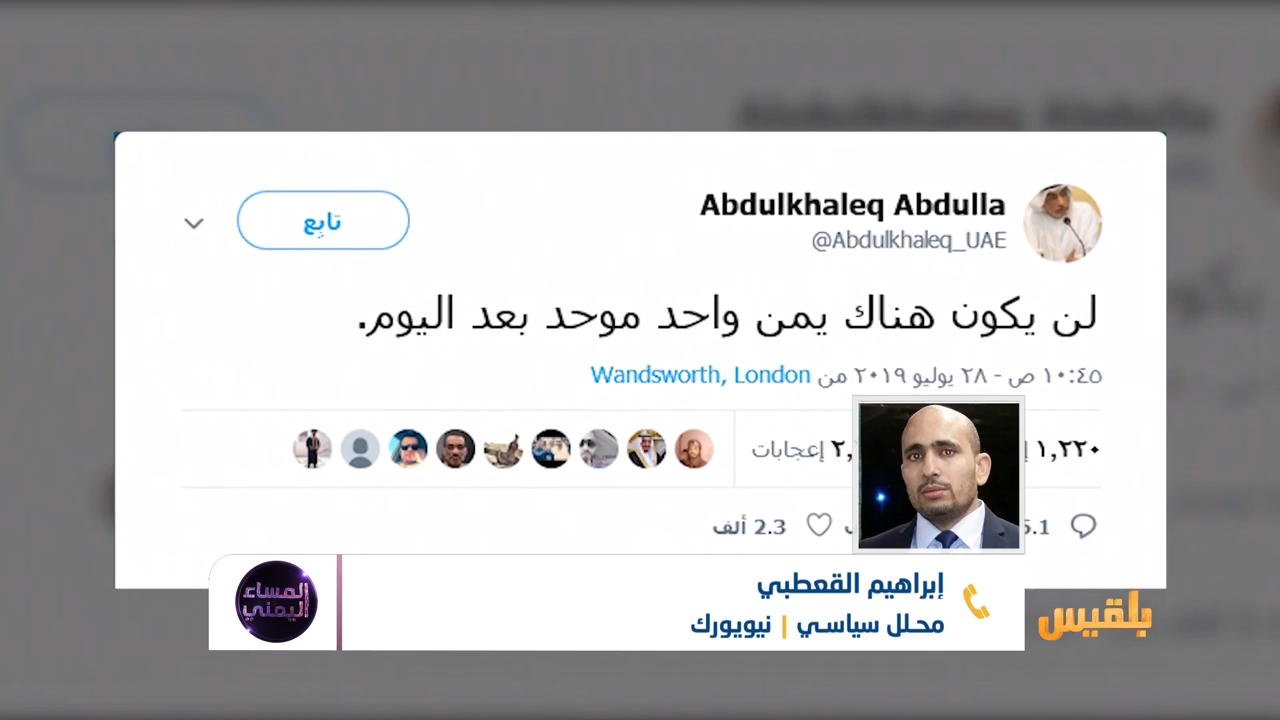 Abdulkhaleq Abdulla
@Abdulkhaleq_UAE
تابِع
لن يكون هناك يمن واحد موحد بعد اليوم.
١٠:٤٥ ص - ٢٨ يوليو ٢٠١٩ من Wandsworth, London
١,٢٢٠
إعجابات
2.3 ألف
إبراهيم القعطبي
محلل سياسي | نيويورك
المساء
اليمني
بلقيس